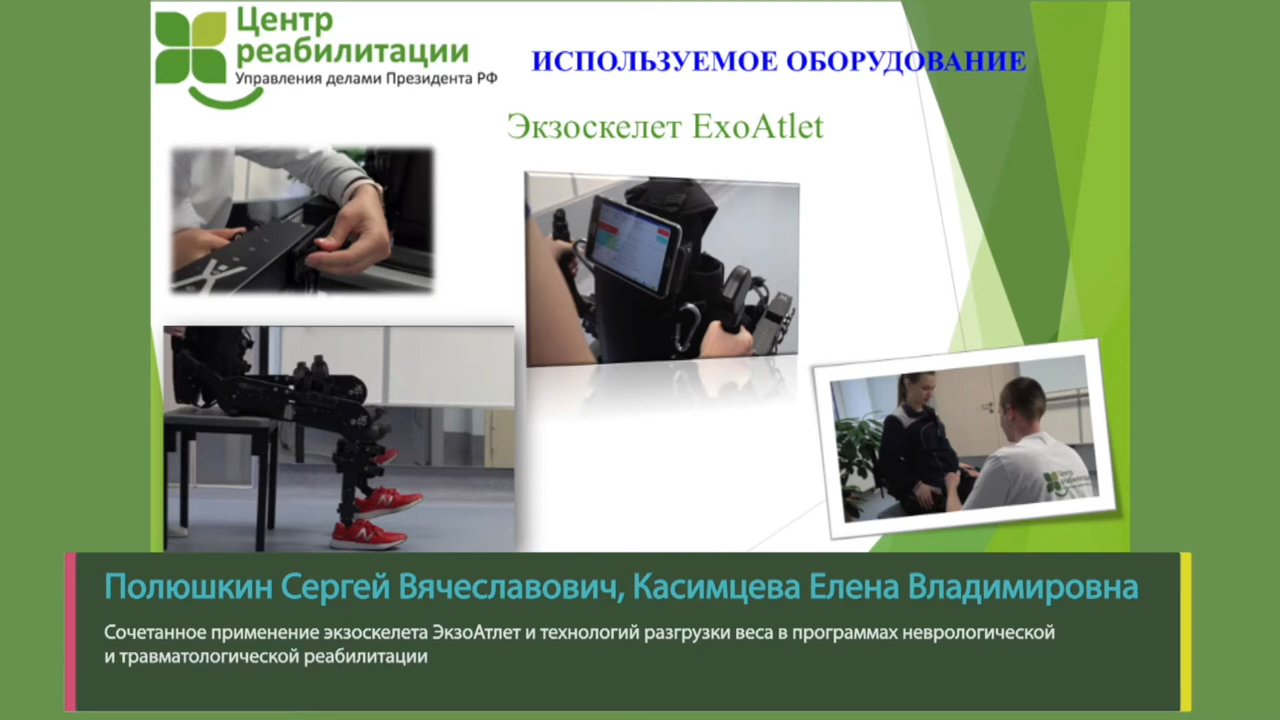 Центр
реабилитации
Управления делами Президента РФ
ИСПОЛЬЗУЕМОЕ ОБОРУДОВАНИЕ
Экзоскелет ExoAtlet
Центр
Полюшкин Сергей Вячеславович, Касимцева Елена Владимировна
Сочетанное применение экзоскелета ЭкзоАтлет и технологий разгрузки веса в программах неврологической
и травматологической реабилитации